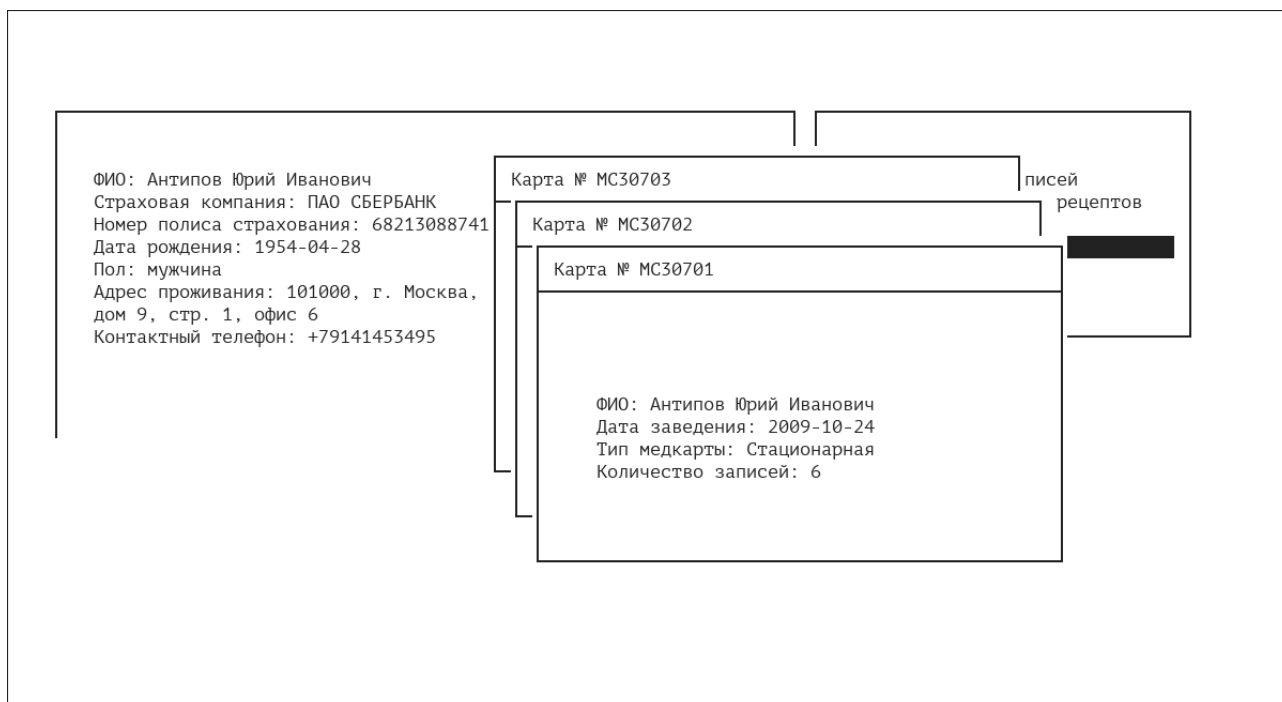 ФИО: Антипов Юрий Иванович
Страховая компания: ПАО СБЕРБАНК
Номер полиса страхования: 68213088741
Дата рождения: 1954-04-28
Пол: мужчина
Адрес проживания: 101000, г. Москва,
дом 9, стр. 1, офис 6
Контактный телефон: +79141453495
Карта № МС30703
Карта № МС30702
Карта № МС30701
ФИО: Антипов Юрий Иванович
Дата заведения: 2009-10-24
Тип медкарты: Стационарная
Количество записей: 6
писей
рецептов